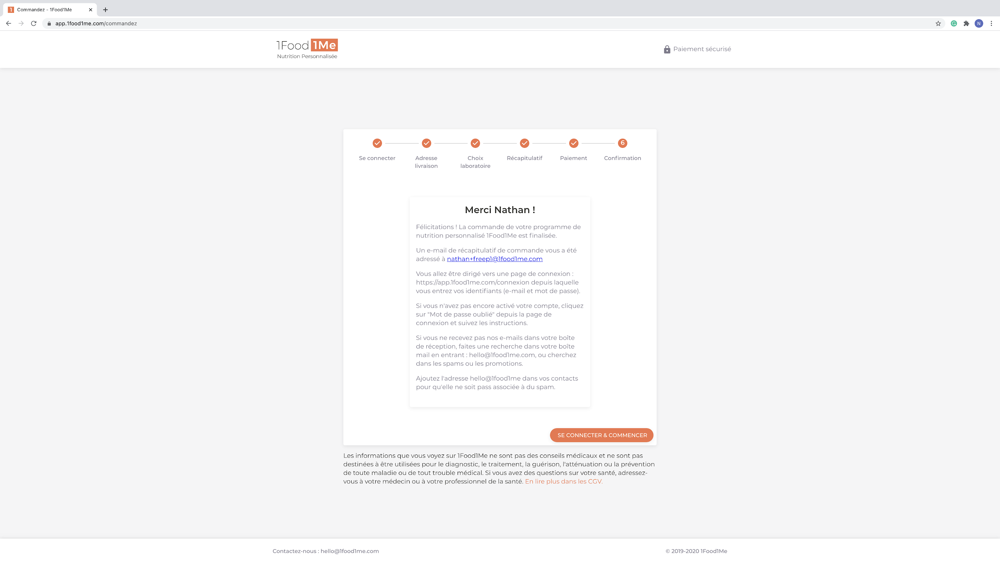 Commandez - 1Food1Me
app.1food1me.com/commandez
N
1Food 1Me
Nutrition Personnalisée
Paiement sécurisé
6
Se connecter
Adresse
livraison
Choix
laboratoire
Récapitulatif
Paiement
Confirmation
Merci Nathan !
Félicitations ! La commande de votre programme de
nutrition personnalisé 1Food1Me est finalisée.
Un e-mail de récapitulatif de commande vous a été
adressé à nathan+freep1@1food1me.com
Vous allez être dirigé vers une page de connexion :
https://app.1food1me.com/connexion depuis laquelle
vous entrez vos identifiants (e-mail et mot de passe).
Si vous n'avez pas encore activé votre compte, cliquez
sur "Mot de passe oublié" depuis la page de
connexion et suivez les instructions.
Si vous ne recevez pas nos e-mails dans votre boîte
de réception, faites une recherche dans votre boîte
mail en entrant : hello@1food1me.com, ou cherchez
dans les spams ou les promotions.
Ajoutez l'adresse hello@1food1me dans vos contacts
pour qu'elle ne soit pass associée à du spam.
SE CONNECTER & COMMENCER
Les informations que vous voyez sur 1Food1Me ne sont pas des conseils médicaux et ne sont pas
destinées à être utilisées pour le diagnostic, le traitement, la guérison, l'atténuation ou la prévention
de toute maladie ou de tout trouble médical. Si vous avez des questions sur votre santé, adressez-
vous à votre médecin ou à votre professionnel de la santé. En lire plus dans les CGV.
Contactez-nous : hello@1food1me.com
© 2019-2020 1Food1Me